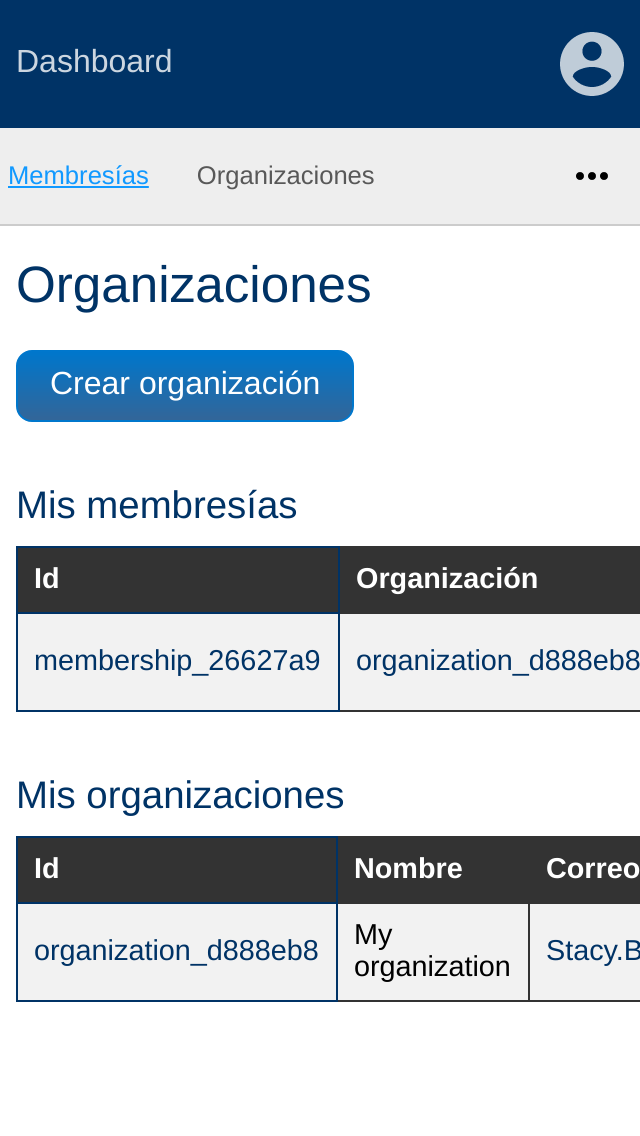 Dashboard
Membresías Organizaciones
Organizaciones
Crear organización
Mis membresías
Id Organización
membership_26627a9 organization_d888eb8
Mis organizaciones
Id Nombre Correo
organization_d888eb8 My organization Stacy.B